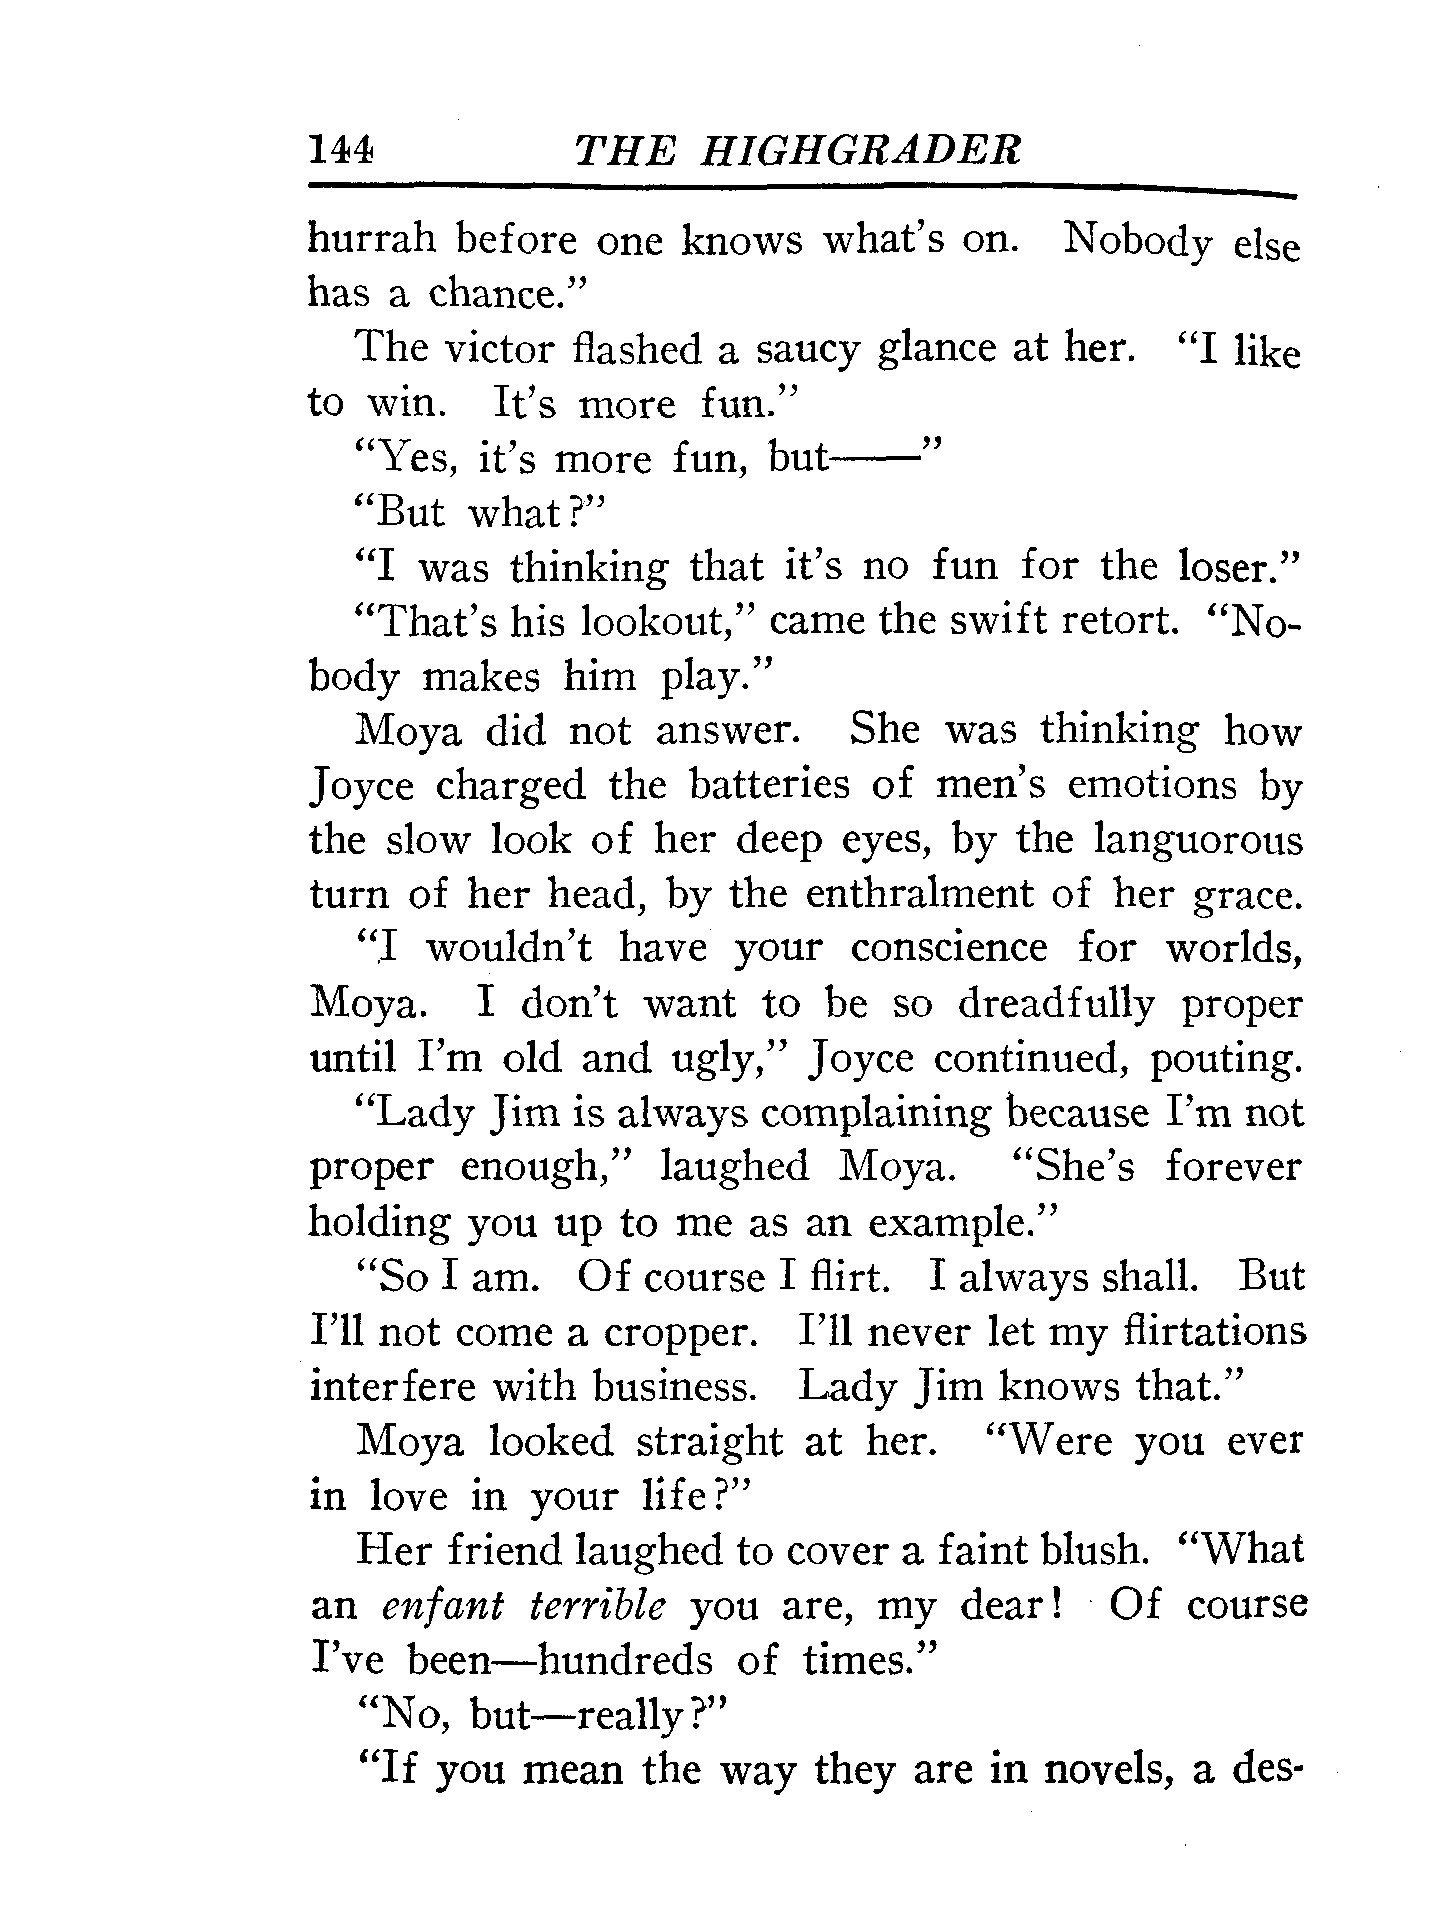 144 THE HIGHGRADER
hurrah before one knows what's on. Nobody else
has a chance."
The victor flashed a saucy glance at her. "I like
to win. It's more fun."
"Yes, it's more fun, but——"
"But what?"
"I was thinking that it's no fun for the loser."
"That's his lookout," came the swift retort. "No-
body makes him play."
Moya did not answer. She was thinking how
Joyce charged the batteries of men's emotions by
the slow look of her deep eyes, by the languorous
turn of her head, by the enthralment of her grace.
"I wouldn't have your conscience for worlds,
Moya. I don't want to be so dreadfully proper
until I'm old and ugly," Joyce continued, pouting.
"Lady Jim is always complaining because I'm not
proper enough," laughed Moya. "She's forever
holding you up to me as an example."
"So I am. Of course I flirt. I always shall. But
I'll not come a cropper. I'll never let my flirtations
interfere with business. Lady Jim knows that."
Moya looked straight at her. "Were you ever
in love in your life?"
Her friend laughed to cover a faint blush. "What
an enfant terrible you are, my dear! Of course
I've been—hundreds of times."
"No, but—really?"
"If you mean the way they are in novels, a des-